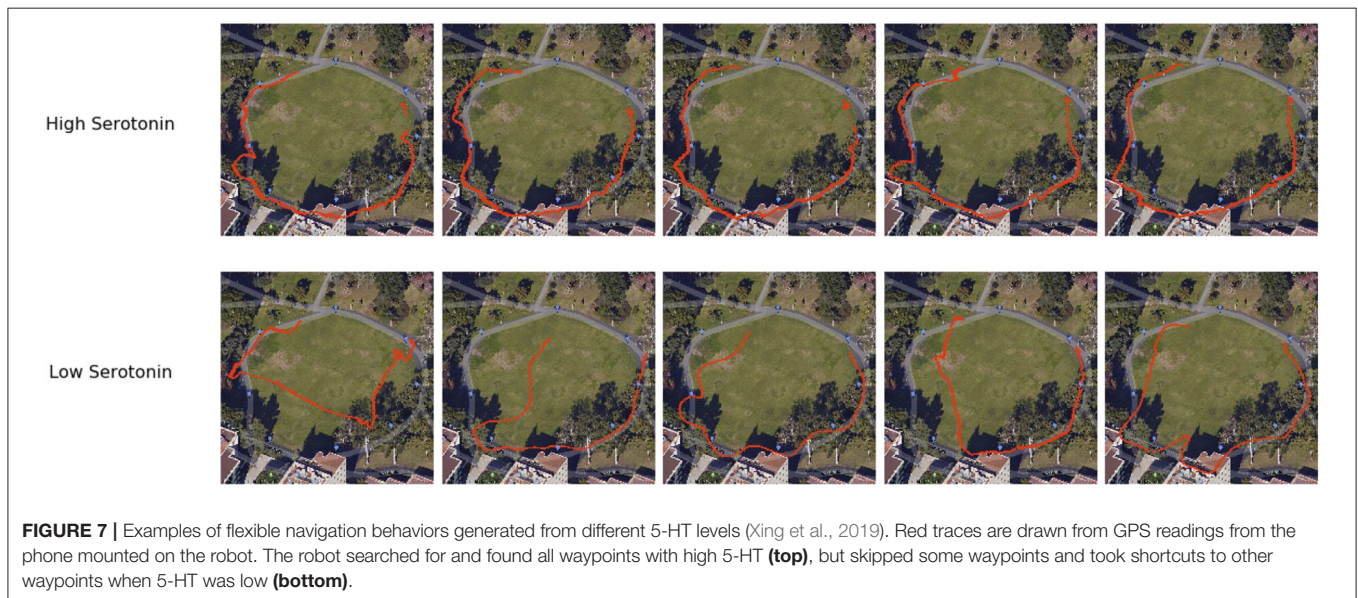 High Serotonin
Low Serotonin
FIGURE 7 | Examples of flexible navigation behaviors generated from different 5-HT levels (Xing et al., 2019). Red traces are drawn from GPS readings from the
phone mounted on the robot. The robot searched for and found all waypoints with high 5-HT (top), but skipped some waypoints and took shortcuts to other
waypoints when 5-HT was low (bottom).